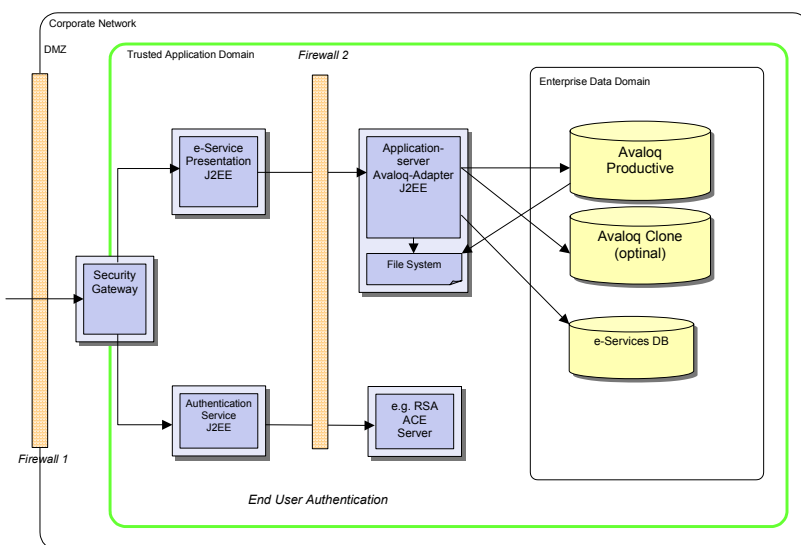 Corporate Network
DMZ
Trusted Application Domain
Firewall 2
Enterprise Data Domain
e-Service
Presentation
J2EE
Application-
server
Avaloq-Adapter
J2EE
File System
Avaloq
Productive
Avaloq Clone
(optinal)
e-Services DB
Security
Gateway
Authentication
Service
J2EE
e.g. RSA
ACE
Server
Firewall 1
End User Authentication